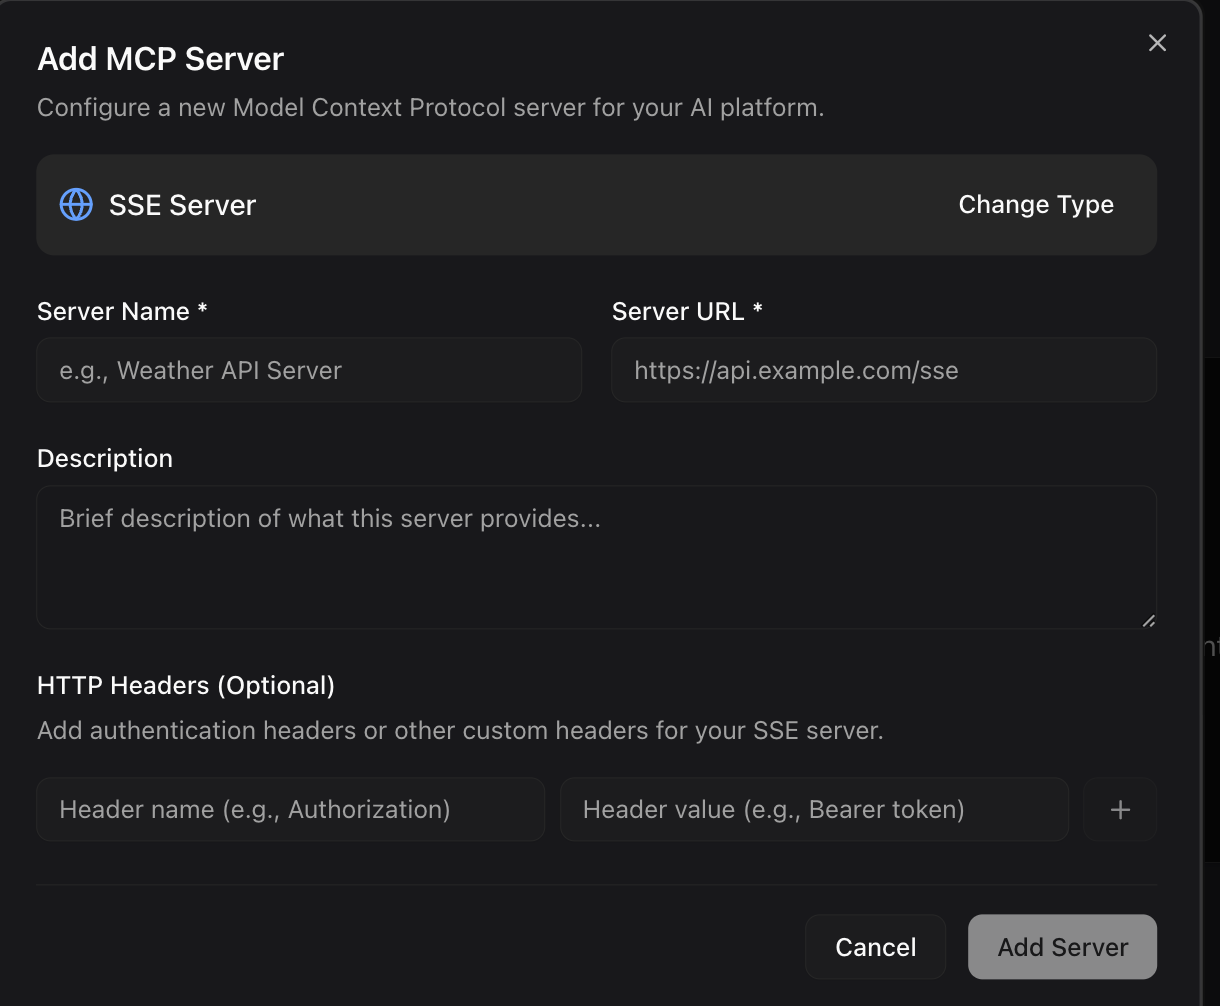 Add MCP Server
Configure a new Model Context Protocol server for your AI platform.
SSE Server
Change Type
Server Name *
Server URL *
e.g., Weather API Server
https://api.example.com/sse
Description
Brief description of what this server provides...
HTTP Headers (Optional)
Add authentication headers or other custom headers for your SSE server.
Header name (e.g., Authorization)
Header value (e.g., Bearer token)
Cancel
Add Server